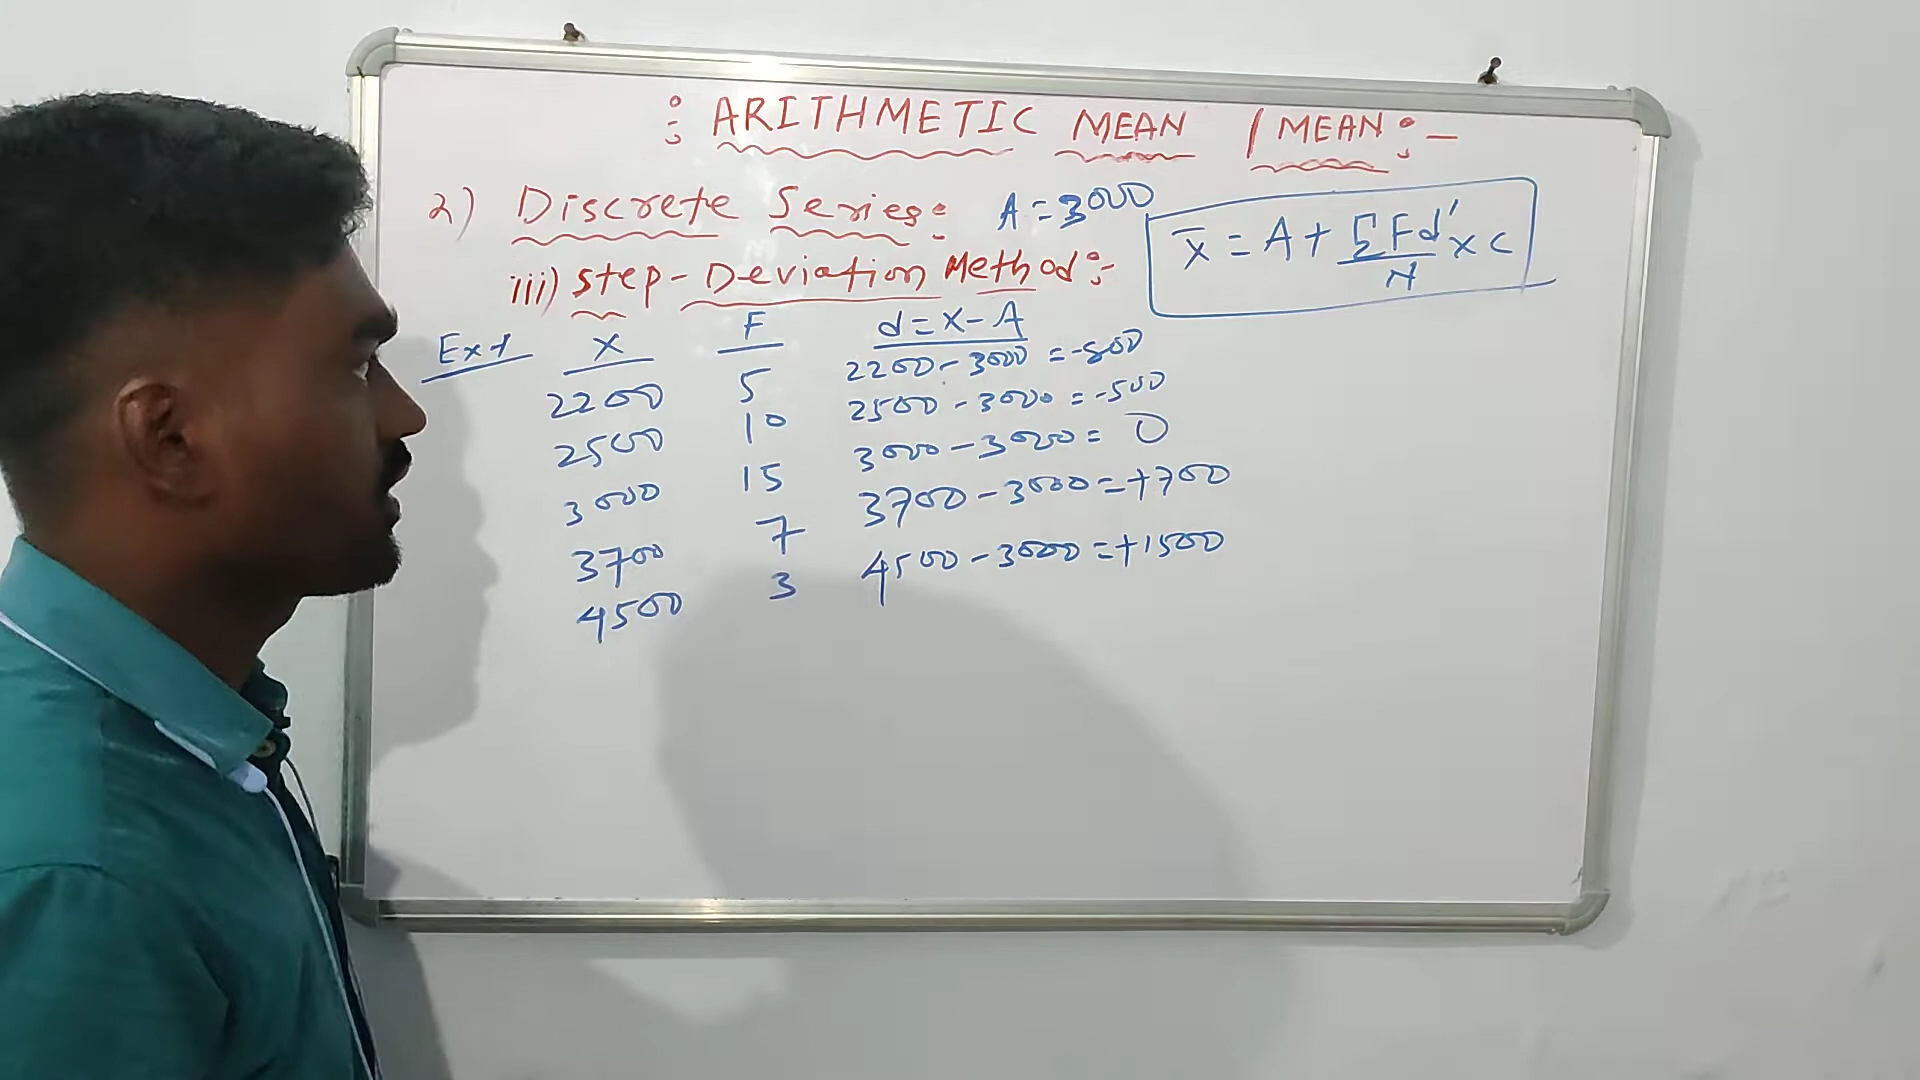 : ARITHMETIC MEAN / MEAN :-
2) Discrete Series: A = 3000
x̄ = A + ΣFd'/N x c
iii) Step-Deviation Method:-
Ex-1 X F d = X - A
2200 5 2200 - 3000 = -800
2500 10 2500 - 3000 = -500
3000 15 3000 - 3000 = 0
3700 7 3700 - 3000 = +700
4500 3 4500 - 3000 = +1500